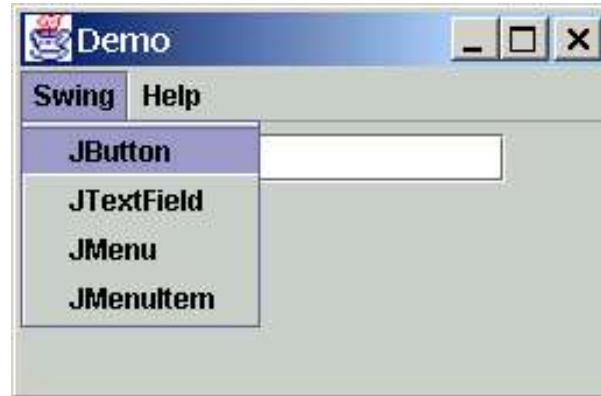 Demo
Swing Help
JButton
JTextField
JMenu
JMenuItem